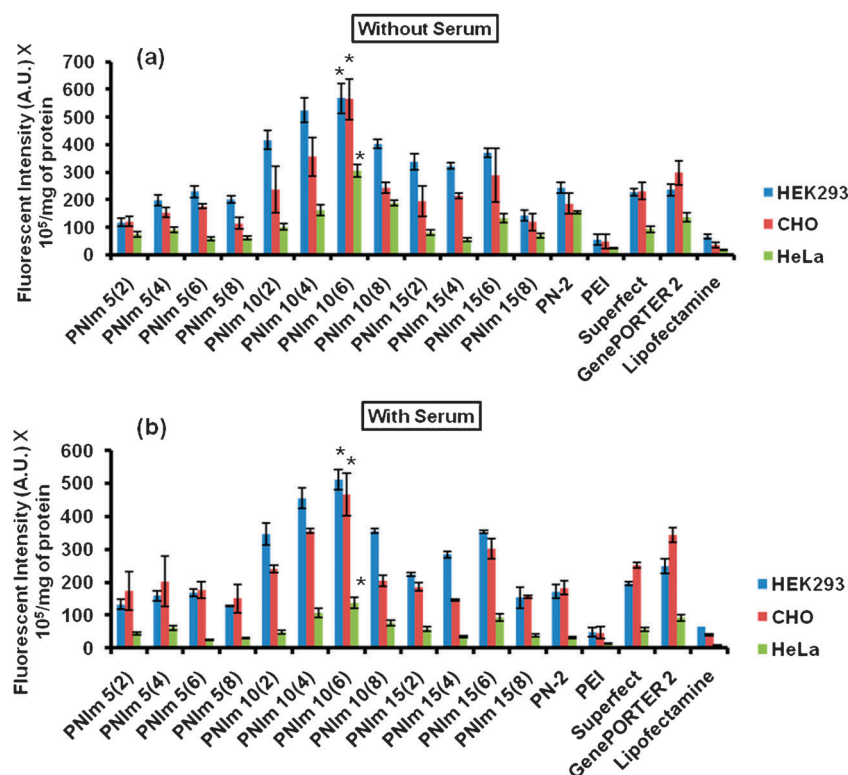 Without Serum
(a)
Fluorescent Intensity (A.U.) X
10⁵/mg of protein
700
600
500
400
300
200
100
0
* * *
HEK293
CHO
HeLa
PNIm 5(2)
PNIm 5(4)
PNIm 5(6)
PNIm 5(8)
PNIm 10(2)
PNIm 10(4)
PNIm 10(6)
PNIm 10(8)
PNIm 15(2)
PNIm 15(4)
PNIm 15(6)
PNIm 15(8)
PN-2
PEI
Superfect
GenePORTER 2
Lipofectamine
With Serum
(b)
Fluorescent Intensity (A.U.) X
10⁵/mg of protein
600
500
400
300
200
100
0
* * *
HEK293
CHO
HeLa
PNIm 5(2)
PNIm 5(4)
PNIm 5(6)
PNIm 5(8)
PNIm 10(2)
PNIm 10(4)
PNIm 10(6)
PNIm 10(8)
PNIm 15(2)
PNIm 15(4)
PNIm 15(6)
PNIm 15(8)
PN-2
PEI
Superfect
GenePORTER 2
Lipofectamine